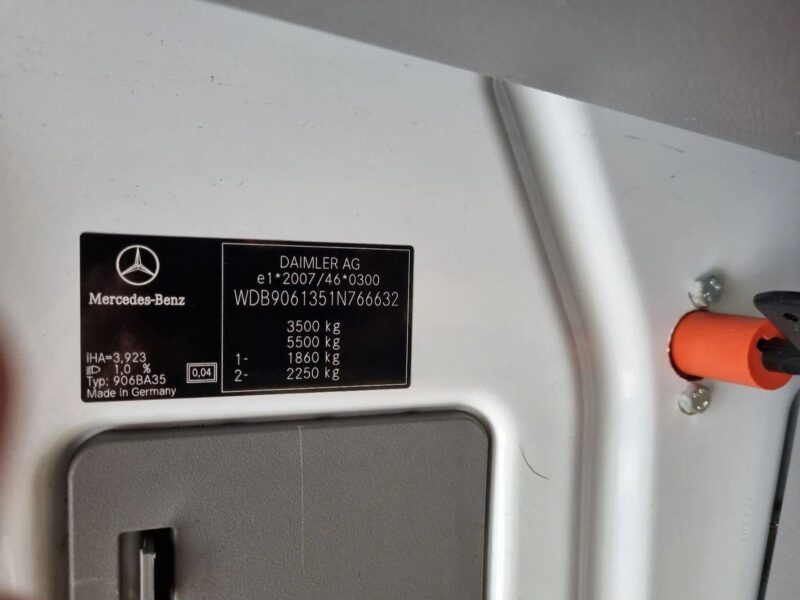 Mercedes-Benz
iHA=3,923
1,0 %
Typ: 906BA35
Made in Germany
0,04
DAIMLER AG
e1*2007/46*0300
WDB9061351N766632
3500 kg
5500 kg
1- 1860 kg
2- 2250 kg